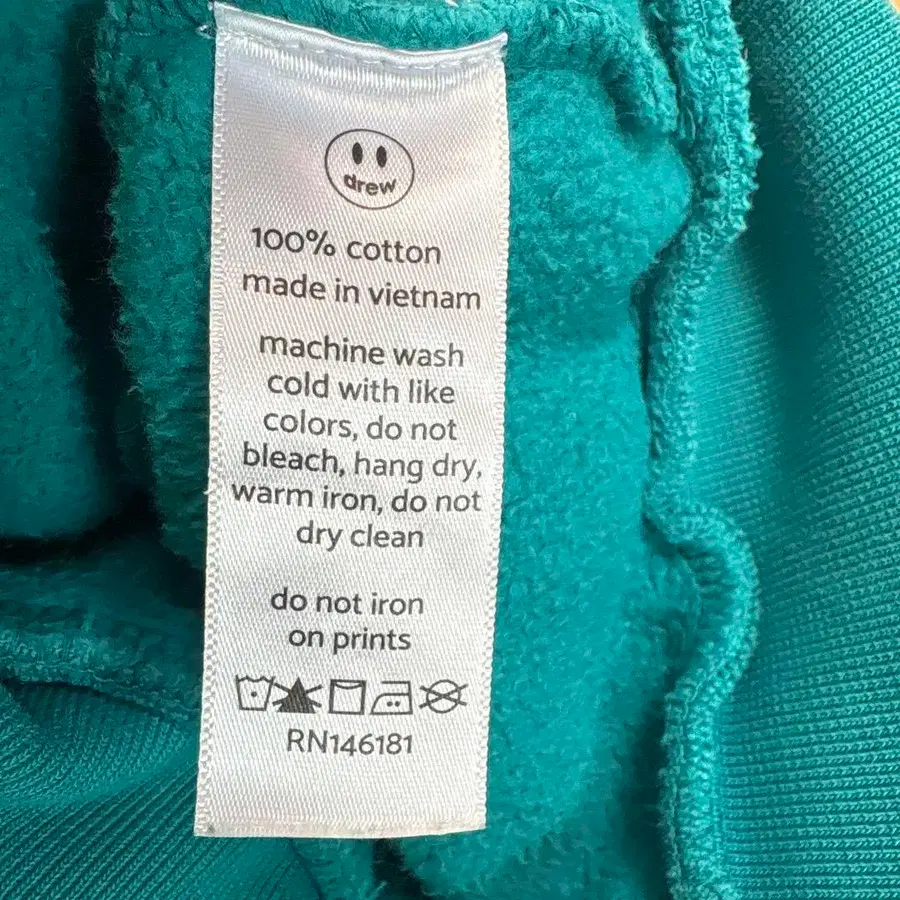 drew
100% cotton
made in vietnam
machine wash
cold with like
colors, do not
bleach, hang dry,
warm iron, do not
dry clean
do not iron
on prints
RN146181